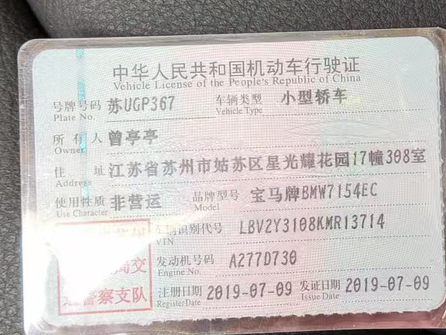 中华人民共和国机动车行驶证
Vehicle License of the People's Republic of China
号牌号码 苏UGP367 车辆类型 小型轿车
Plate No. Vehicle Type
所有人 曾亭亭
Owner
住址 江苏省苏州市姑苏区星光耀花园17幢308室
Address
使用性质 非营运 品牌型号 宝马牌BMW7154EC
Use Character Model
车辆识别代号 LBV2Y3108KMR13714
VIN
发动机号码 A277D730
Engine No.
交
警察支队
注册日期 2019-07-09 发证日期 2019-07-09
Register Date Issue Date